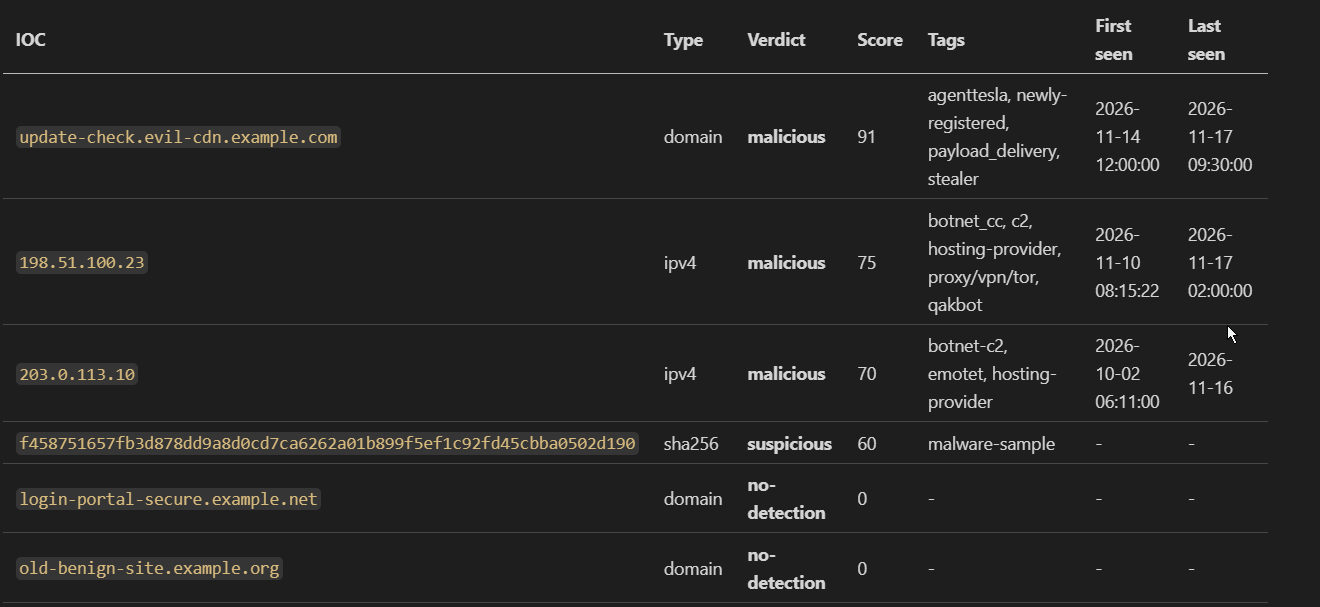 IOC Type Verdict Score Tags First seen Last seen
update-check.evil-cdn.example.com domain malicious 91 agenttesla, newly-registered, payload_delivery, stealer 2026-11-14 12:00:00 2026-11-17 09:30:00
198.51.100.23 ipv4 malicious 75 botnet_cc, c2, hosting-provider, proxy/vpn/tor, qakbot 2026-11-10 08:15:22 2026-11-17 02:00:00
203.0.113.10 ipv4 malicious 70 botnet-c2, emotet, hosting-provider 2026-10-02 06:11:00 2026-11-16
f458751657fb3d878dd9a8d0cd7ca6262a01b899f5ef1c92fd45cbba0502d190 sha256 suspicious 60 malware-sample - -
login-portal-secure.example.net domain no-detection 0 - - -
old-benign-site.example.org domain no-detection 0 - - -